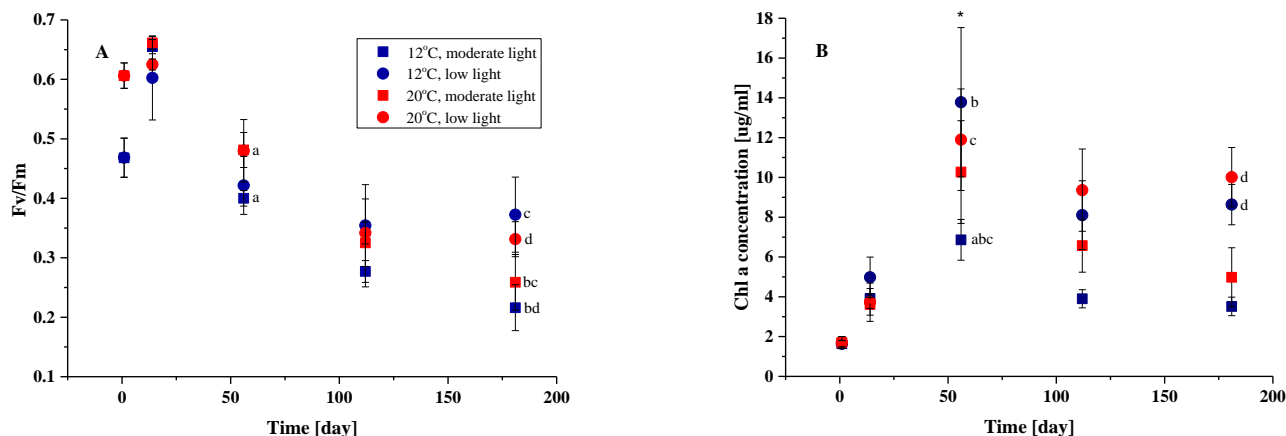 A
Fv/Fm
0.7
0.6
0.5
0.4
0.3
0.2
0.1
12°C, moderate light
12°C, low light
20°C, moderate light
20°C, low light
a
a
c
d
bc
bd
0 50 100 150 200
Time [day]
B
Chl a concentration [ug/ml]
18
16
14
12
10
8
6
4
2
0
*
b
c
abc
d
d
0 50 100 150 200
Time [day]